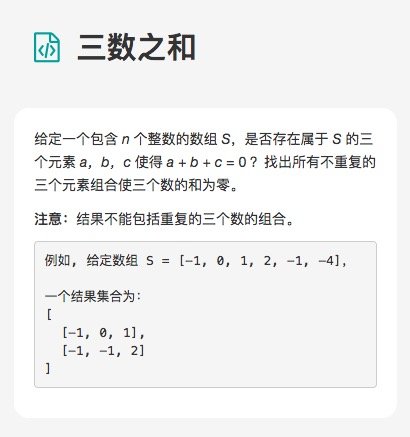 三数之和
给定一个包含 n 个整数的数组 S，是否存在属于 S 的三
个元素 a，b，c 使得 a + b + c = 0 ？找出所有不重复的
三个元素组合使三个数的和为零。
注意：结果不能包括重复的三个数的组合。
例如, 给定数组 S = [-1, 0, 1, 2, -1, -4]，
一个结果集合为：
[
  [-1, 0, 1],
  [-1, -1, 2]
]